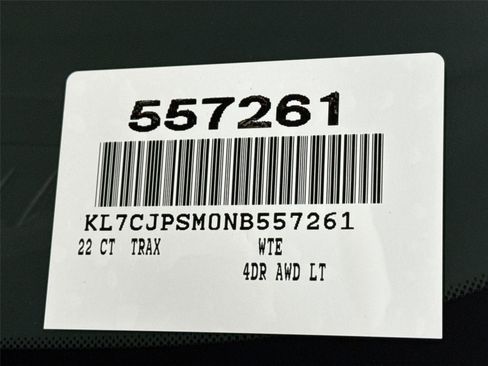 557261
KL7CJPSM0NB557261
22 CT TRAX WTE
4DR AWD LT